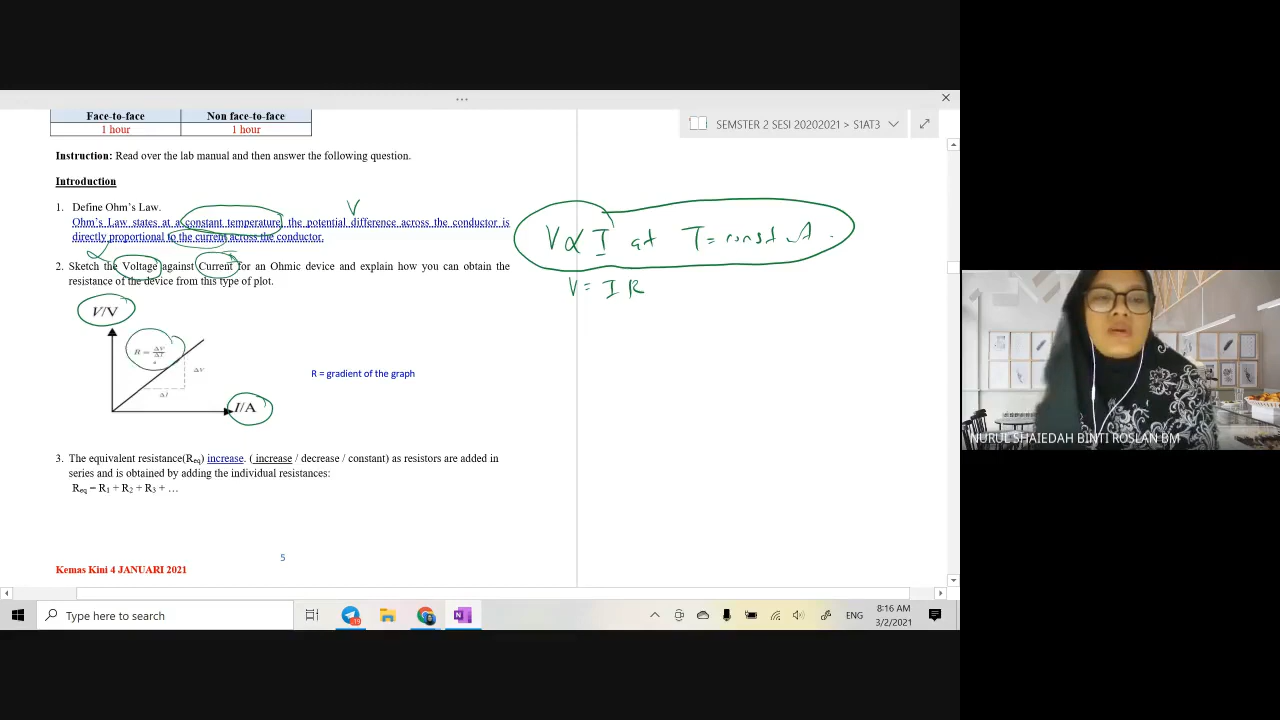 SEMSTER 2 SESI 20202021 > S1AT3
Face-to-face Non face-to-face
1 hour 1 hour
Instruction: Read over the lab manual and then answer the following question.
Introduction
1. Define Ohm's Law.
V
Ohm's Law states at a constant temperature, the potential difference across the conductor is
directly proportional to the current across the conductor.
V ∝ I at T = constant.
∝
2. Sketch the Voltage against Current for an Ohmic device and explain how you can obtain the
resistance of the device from this type of plot.
V = I R
V/V
R = ΔV/ΔI
ΔV
ΔI
I/A
R = gradient of the graph
3. The equivalent resistance(Req) increase. ( increase / decrease / constant) as resistors are added in
series and is obtained by adding the individual resistances:
Req = R1 + R2 + R3 + …
5
Kemas Kini 4 JANUARI 2021
NURUL SHAIEDAH BINTI ROSLAN BM
Type here to search
ENG
8:16 AM
3/2/2021